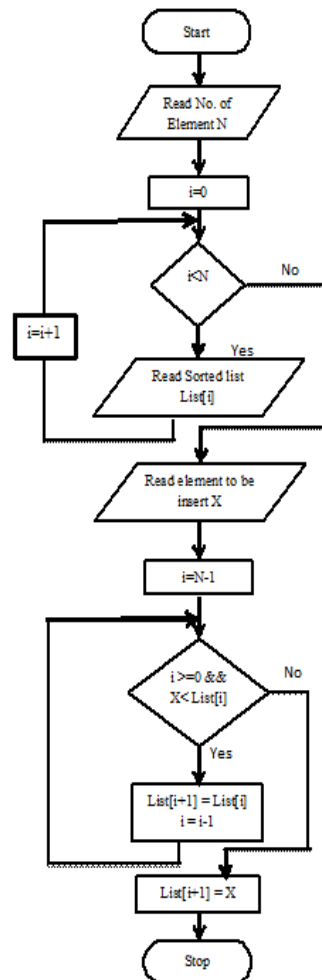 Start
Read No. of
Element N
i=0
i<N
No
i=i+1
Yes
Read Sorted list
List[i]
Read element to be
insert X
i=N-1
i >=0 &&
X< List[i]
No
Yes
List[i+1] = List[i]
i = i-1
List[i+1] = X
Stop